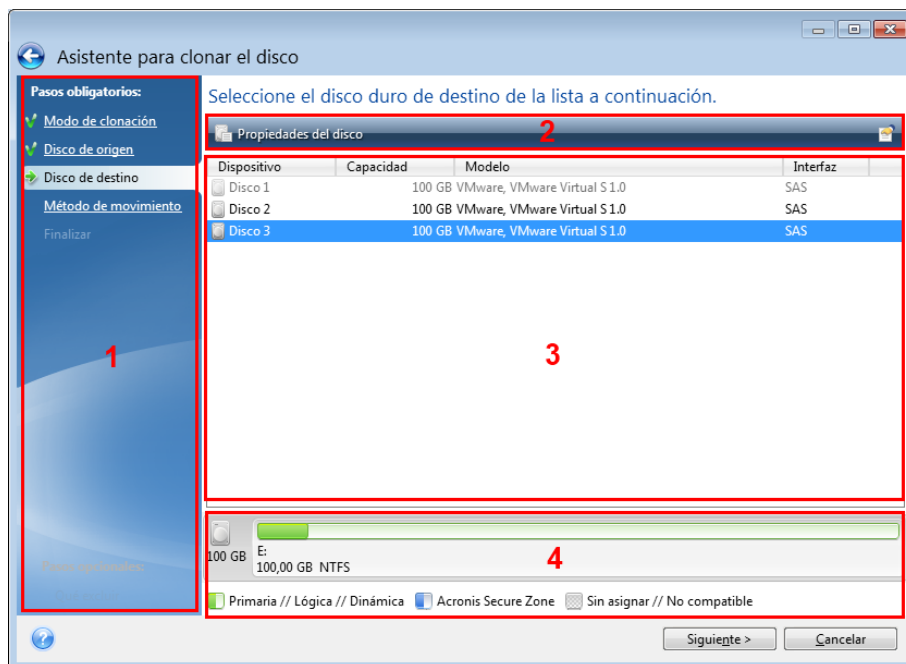 Asistente para clonar el disco
Pasos obligatorios:
Modo de clonación
Disco de origen
Disco de destino
Método de movimiento
Finalizar
1
Seleccione el disco duro de destino de la lista a continuación.
Propiedades del disco
2
Dispositivo Capacidad Modelo Interfaz
Disco 1 100 GB VMware, VMware Virtual S 1.0 SAS
Disco 2 100 GB VMware, VMware Virtual S 1.0 SAS
Disco 3 100 GB VMware, VMware Virtual S 1.0 SAS
3
100 GB
E:
100,00 GB NTFS
4
Primaria // Lógica // Dinámica Acronis Secure Zone Sin asignar // No compatible
? Siguiente > Cancelar